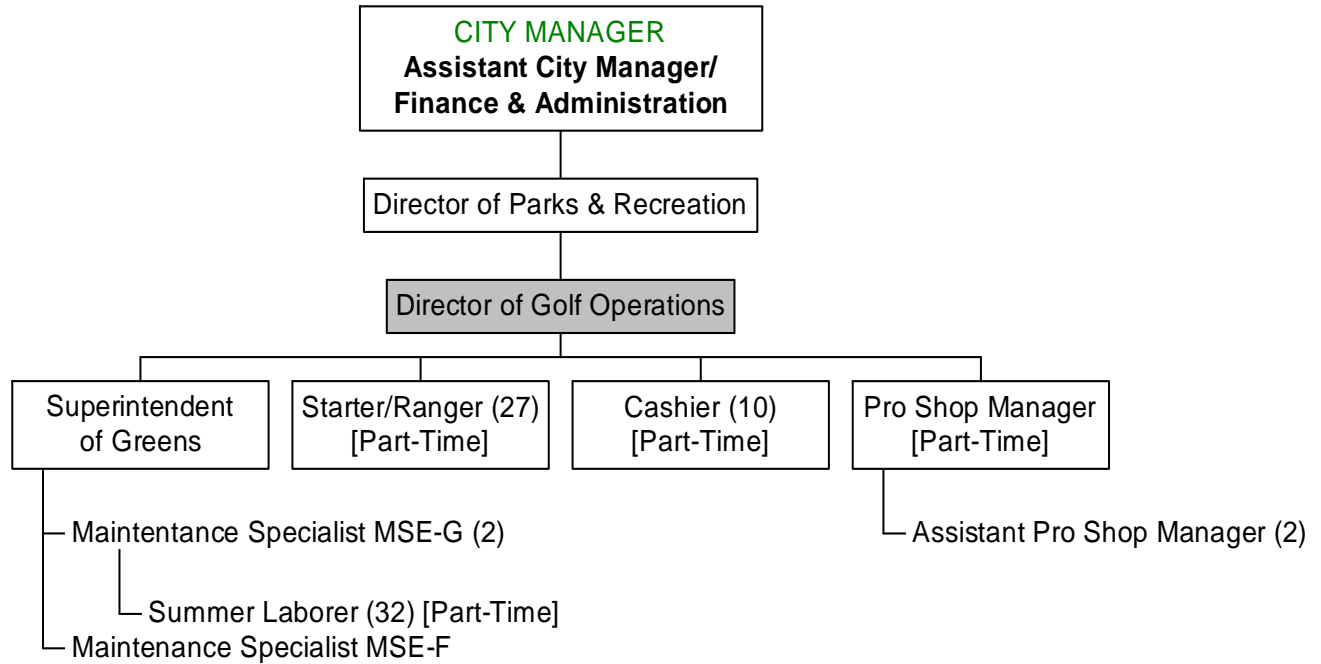 CITY MANAGER
Assistant City Manager/
Finance & Administration
Director of Parks & Recreation
Director of Golf Operations
Superintendent
of Greens
Starter/Ranger (27)
[Part-Time]
Cashier (10)
[Part-Time]
Pro Shop Manager
[Part-Time]
Maintentance Specialist MSE-G (2)
Assistant Pro Shop Manager (2)
Summer Laborer (32) [Part-Time]
Maintenance Specialist MSE-F